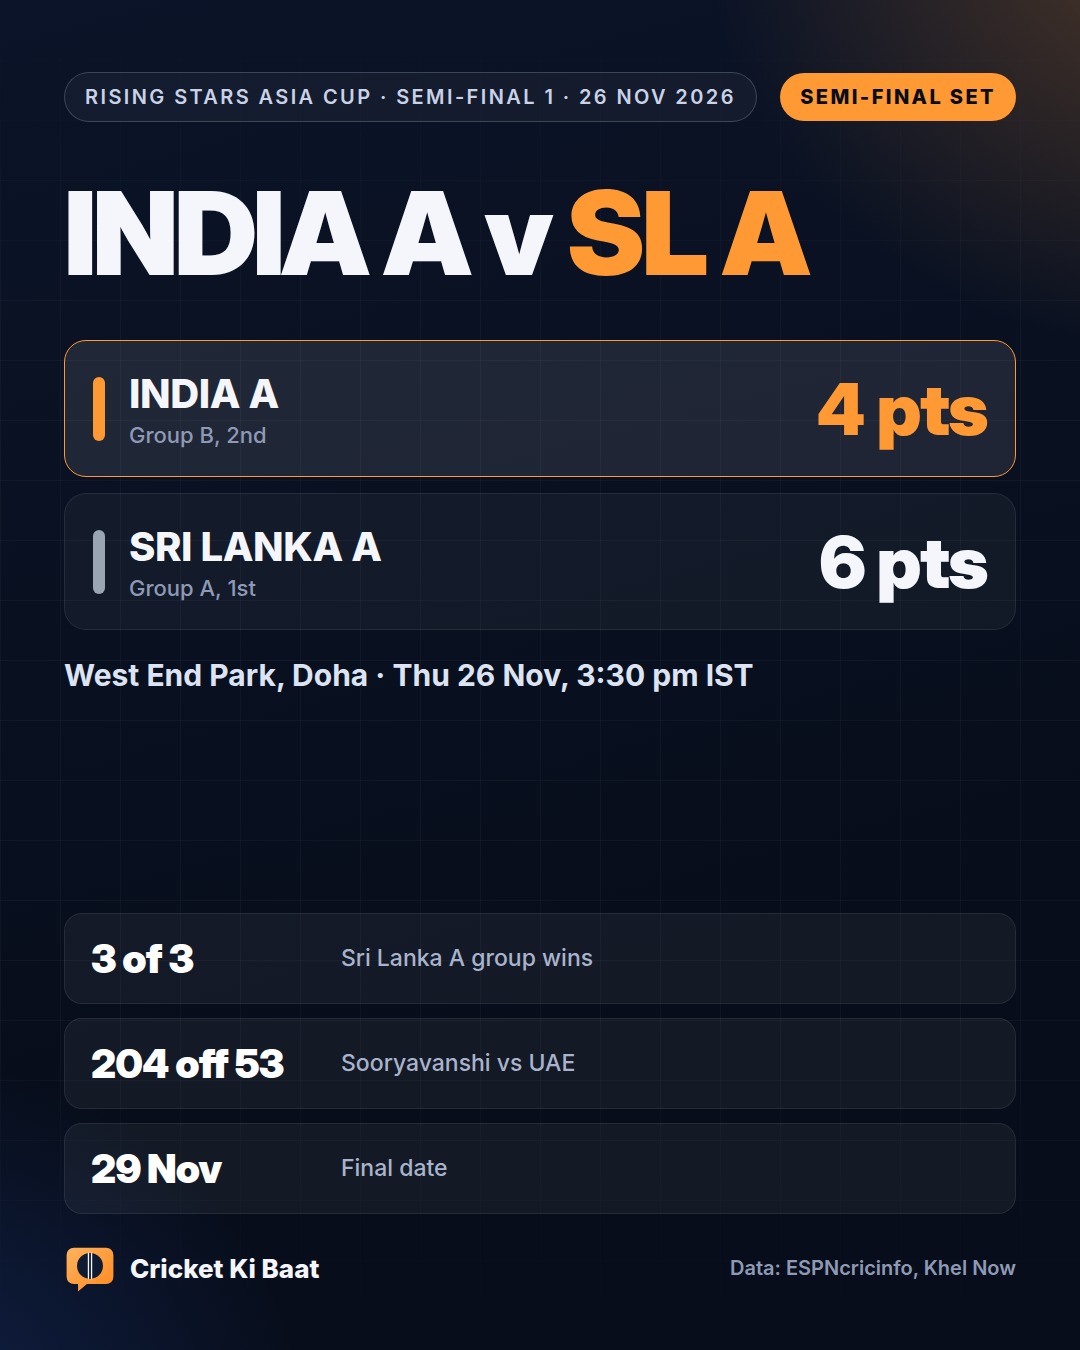 RISING STARS ASIA CUP · SEMI-FINAL 1 · 26 NOV 2026
SEMI-FINAL SET
INDIA A v SL A
INDIA A
Group B, 2nd
4 pts
SRI LANKA A
Group A, 1st
6 pts
West End Park, Doha · Thu 26 Nov, 3:30 pm IST
3 of 3
Sri Lanka A group wins
204 off 53
Sooryavanshi vs UAE
29 Nov
Final date
Cricket Ki Baat
Data: ESPNcricinfo, Khel Now